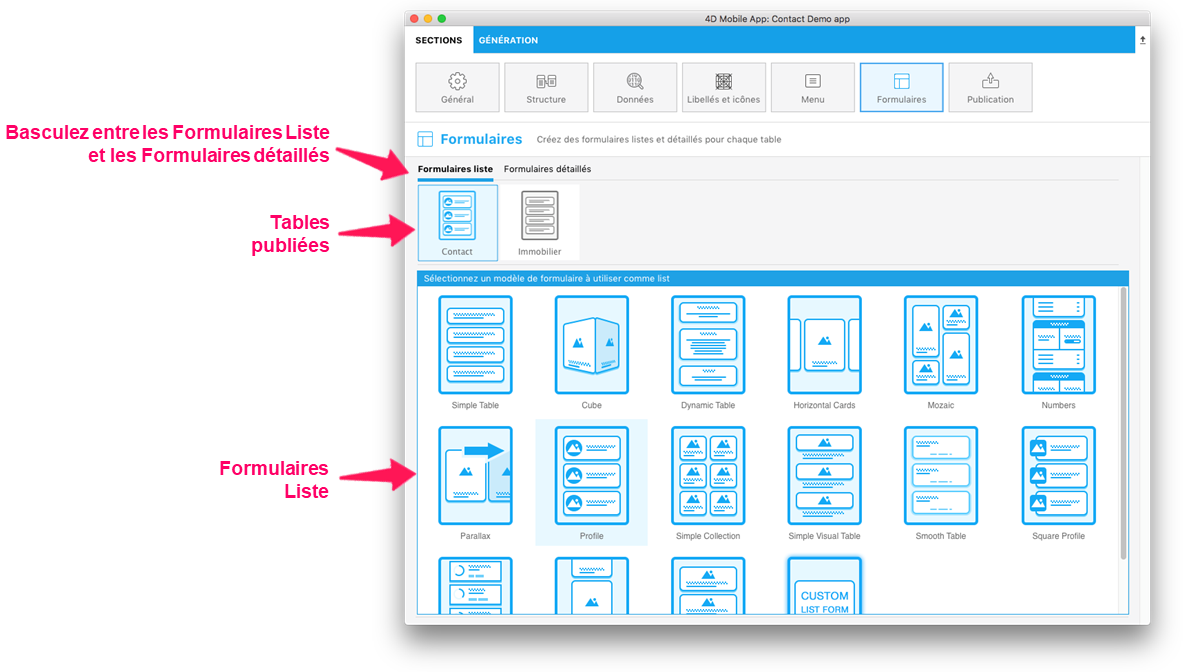 4D Mobile App: Contact Demo app
SECTIONS GÉNÉRATION
Général Structure Données Libellés et icônes Menu Formulaires Publication
Formulaires Créez des formulaires listes et détaillés pour chaque table
Basculez entre les Formulaires Liste
et les Formulaires détaillés
Formulaires liste Formulaires détaillés
Tables
publiées
Contact Immobilier
Sélectionnez un modèle de formulaire à utiliser comme list
Simple Table Cube Dynamic Table Horizontal Cards Mozaic Numbers
Formulaires
Liste
Parallax Profile Simple Collection Simple Visual Table Smooth Table Square Profile
CUSTOM
LIST FORM